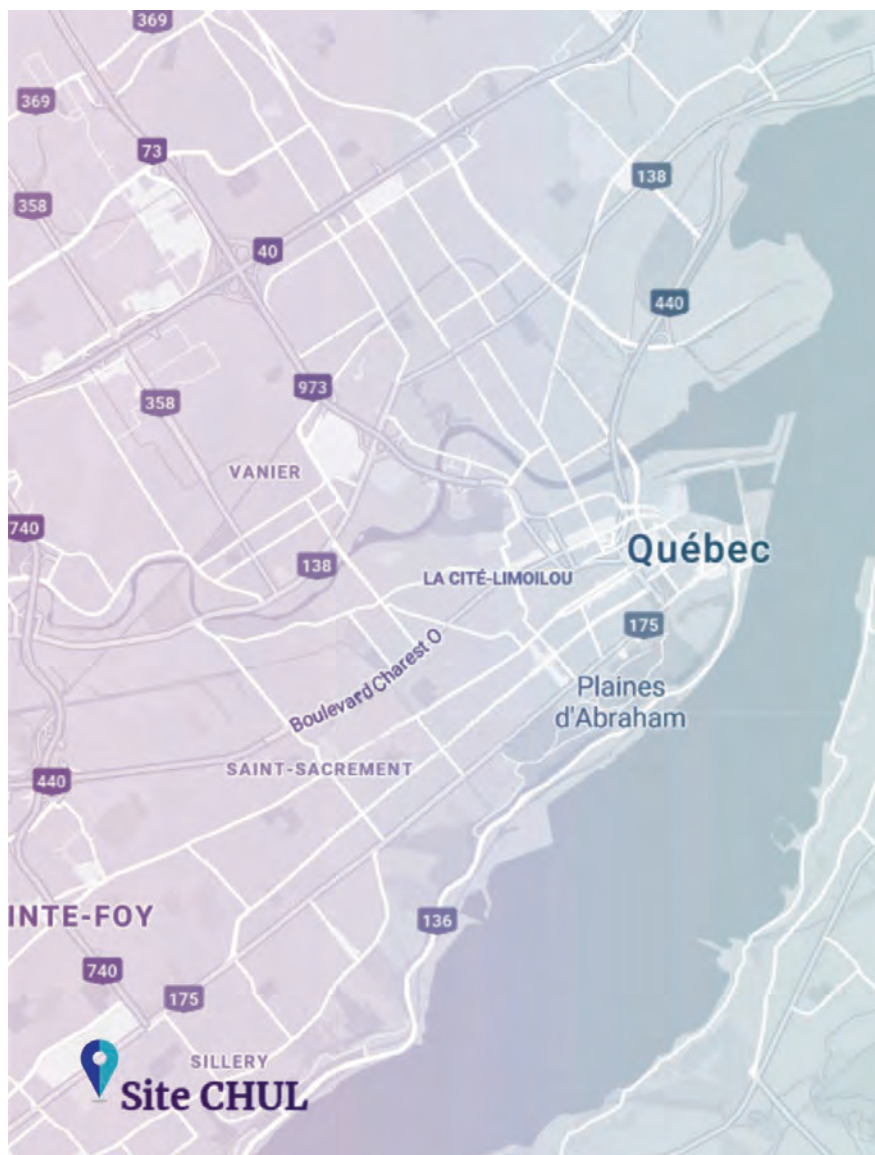 369
369
73
138
358
40
440
973
358
VANIER
740
Québec
138
LA CITÉ-LIMOILOU
175
Boulevard Charest O
Plaines
d'Abraham
SAINT-SACREMENT
440
INTE-FOY
136
740
175
SILLERY
Site CHUL